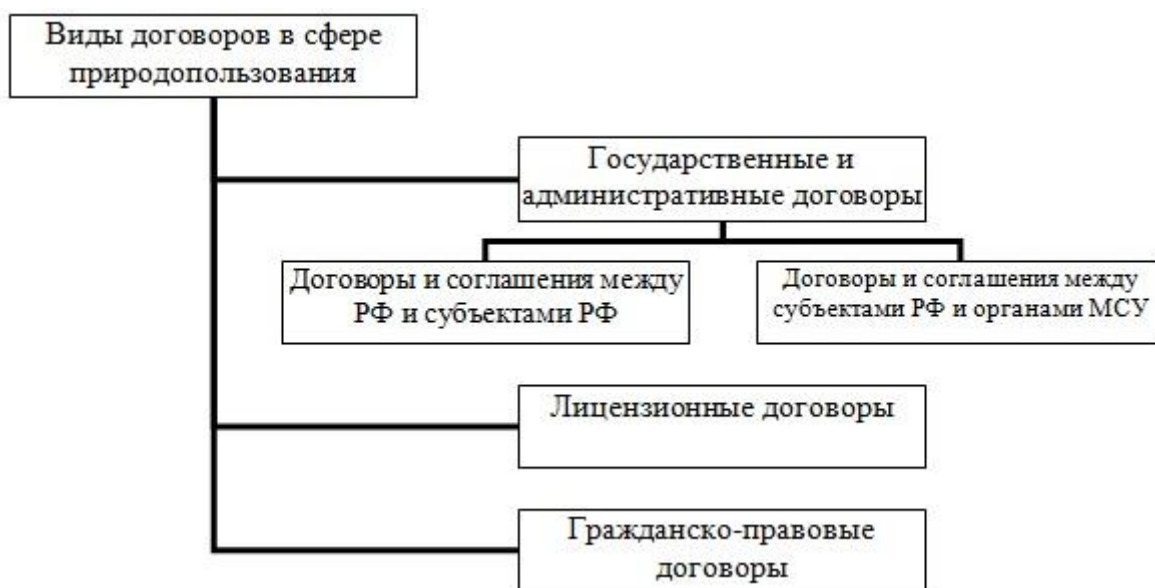 Виды договоров в сфере
природопользования
Государственные и
административные договоры
Договоры и соглашения между
РФ и субъектами РФ
Договоры и соглашения между
субъектами РФ и органами МСУ
Лицензионные договоры
Гражданско-правовые
договоры